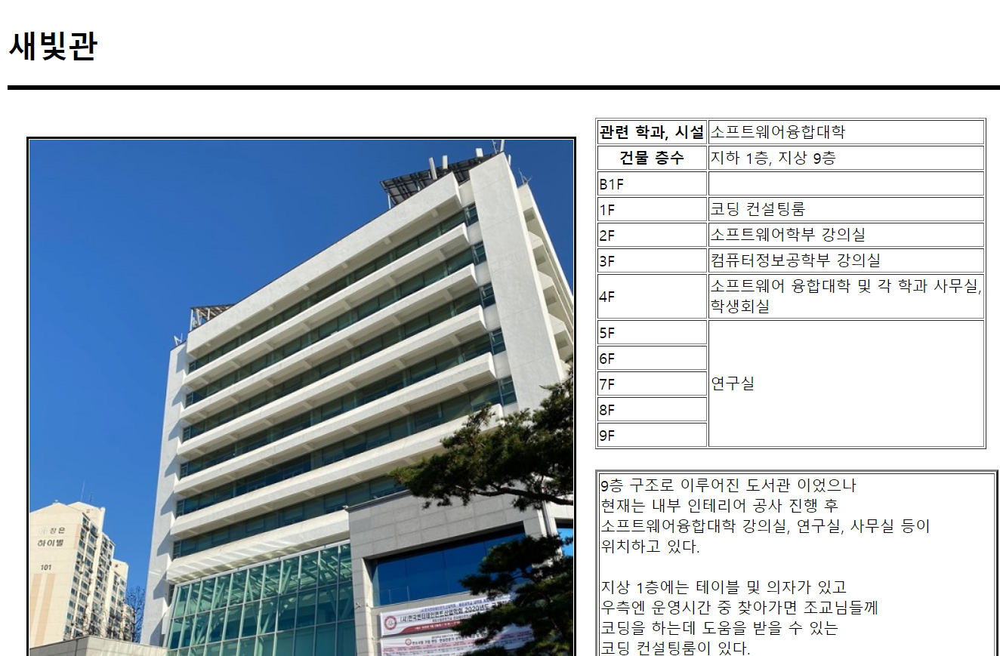 새빛관
장은
하이빌
101
관련 학과, 시설 소프트웨어융합대학
건물 층수 지하 1층, 지상 9층
B1F
1F 코딩 컨설팅룸
2F 소프트웨어학부 강의실
3F 컴퓨터정보공학부 강의실
4F 소프트웨어 융합대학 및 각 학과 사무실,
학생회실
5F
6F
7F 연구실
8F
9F
9층 구조로 이루어진 도서관 이었으나
현재는 내부 인테리어 공사 진행 후
소프트웨어융합대학 강의실, 연구실, 사무실 등이
위치하고 있다.
지상 1층에는 테이블 및 의자가 있고
우측엔 운영시간 중 찾아가면 조교님들께
코딩을 하는데 도움을 받을 수 있는
코딩 컨설팅룸이 있다.